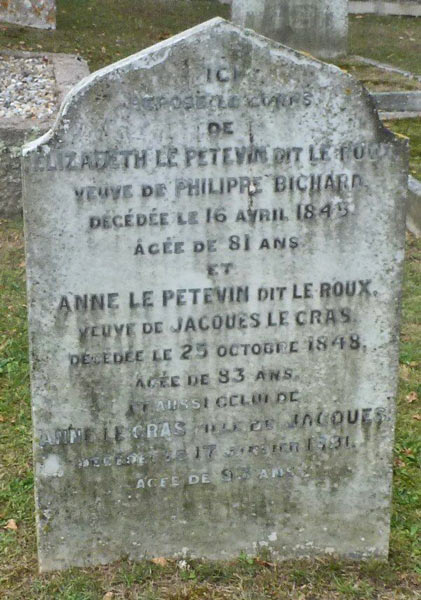 ICI
REPOSE LE CORPS
DE
ELIZABETH LE PETEVIN DIT LE ROUX,
VEUVE DE PHILIPPE BICHARD,
DÉCÉDÉE LE 16 AVRIL 1845.
ÂGÉE DE 81 ANS
ET
ANNE LE PETEVIN DIT LE ROUX,
VEUVE DE JACQUES LE CRAS.
DÉCÉDÉE LE 25 OCTOBRE 1848,
ÂGÉE DE 83 ANS.
ET AUSSI CELUI DE
ANNE LE CRAS FILLE DE JACQUES
DÉCÉDÉE LE 17
ÂGÉE DE ANS